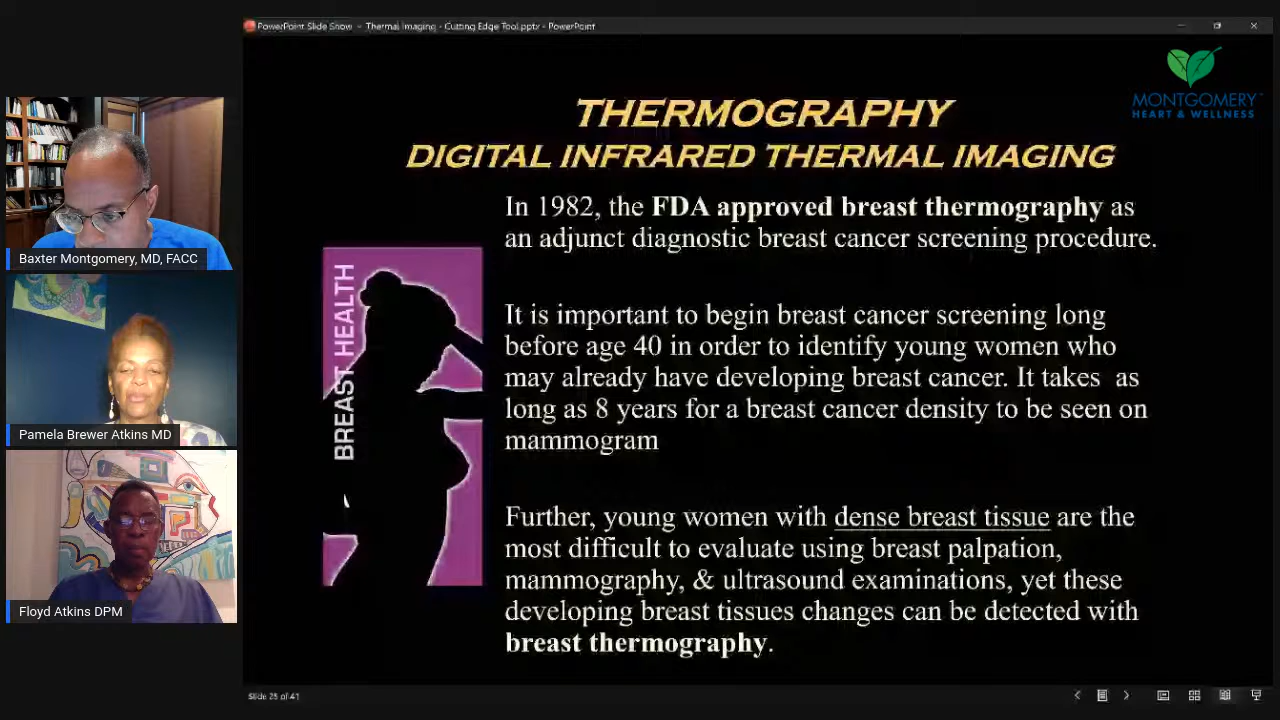 PowerPoint Slide Show - Thermal Imaging - Cutting Edge Tool.pptx - PowerPoint
MONTGOMERY
HEART & WELLNESS
THERMOGRAPHY
DIGITAL INFRARED THERMAL IMAGING
In 1982, the FDA approved breast thermography as
an adjunct diagnostic breast cancer screening procedure.
BREAST HEALTH
It is important to begin breast cancer screening long
before age 40 in order to identify young women who
may already have developing breast cancer. It takes as
long as 8 years for a breast cancer density to be seen on
mammogram
Further, young women with dense breast tissue are the
most difficult to evaluate using breast palpation,
mammography, & ultrasound examinations, yet these
developing breast tissues changes can be detected with
breast thermography.
Slide 25 of 41
Baxter Montgomery, MD, FACC
Pamela Brewer Atkins MD
Floyd Atkins DPM